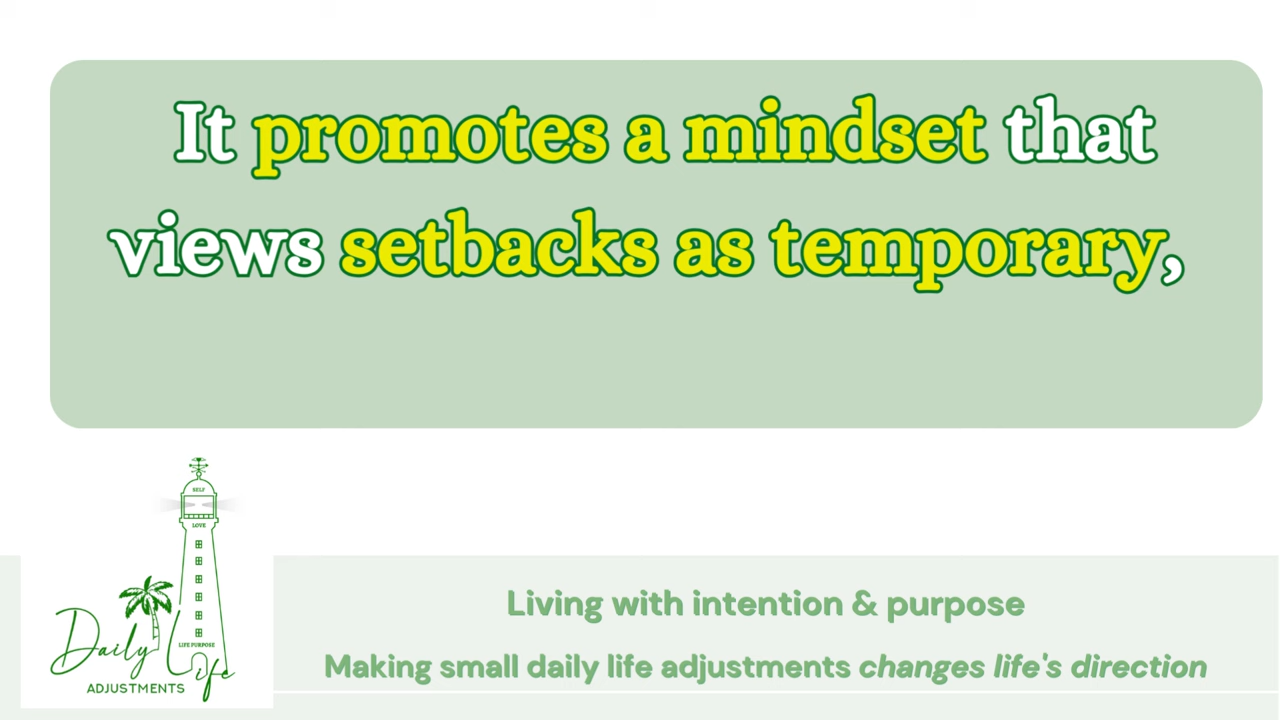 It promotes a mindset that
views setbacks as temporary,
SELF
LOVE
LIFE PURPOSE
Daily Life
ADJUSTMENTS
Living with intention & purpose
Making small daily life adjustments changes life's direction